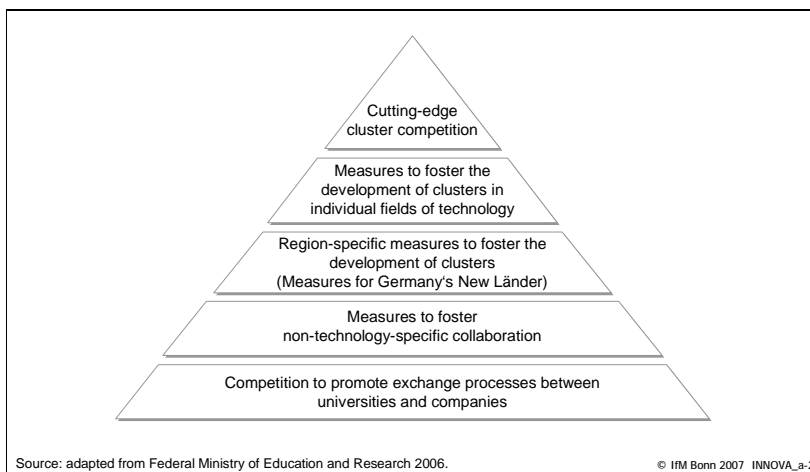 Cutting-edge
cluster competition
Measures to foster the
development of clusters in
individual fields of technology
Region-specific measures to foster the
development of clusters
(Measures for Germany's New Länder)
Measures to foster
non-technology-specific collaboration
Competition to promote exchange processes between
universities and companies
Source: adapted from Federal Ministry of Education and Research 2006.
© IfM Bonn 2007 INNOVA_a-